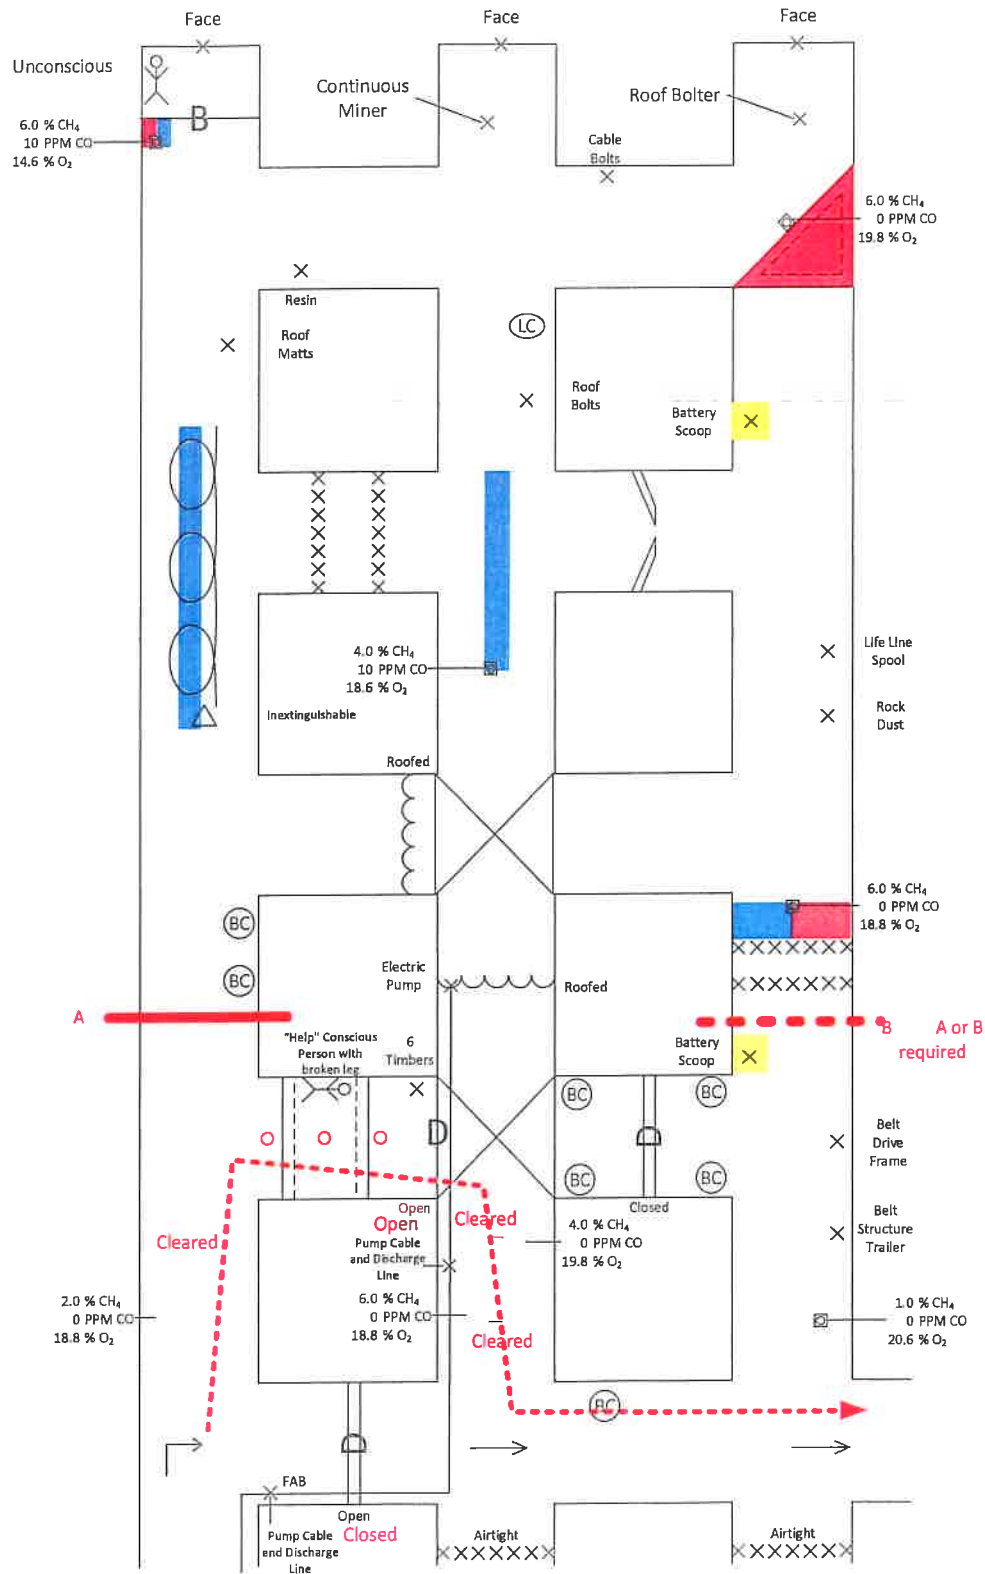 Face
Face
Face
Unconscious
Continuous
Miner
Roof Bolter
B
6.0 % CH₄
10 PPM CO
14.6 % O₂
Cable
Bolts
6.0 % CH₄
0 PPM CO
19.8 % O₂
Resin
Roof
Matts
LC
Roof
Bolts
Battery
Scoop
4.0 % CH₄
10 PPM CO
18.6 % O₂
Inextinguishable
Life Line
Spool
Rock
Dust
Roofed
6.0 % CH₄
0 PPM CO
18.8 % O₂
BC
BC
Electric
Pump
Roofed
A
B
A or B
required
"Help" Conscious
Person with
broken leg
6
Timbers
Battery
Scoop
BC
BC
D
D
Belt
Drive
Frame
BC
BC
Open
Open
Closed
Cleared
Cleared
Pump Cable
and Discharge
Line
4.0 % CH₄
0 PPM CO
19.8 % O₂
Belt
Structure
Trailer
2.0 % CH₄
0 PPM CO
18.8 % O₂
6.0 % CH₄
0 PPM CO
18.8 % O₂
Cleared
1.0 % CH₄
0 PPM CO
20.6 % O₂
BC
D
FAB
Open
Closed
Pump Cable
and Discharge
Line
Airtight
Airtight